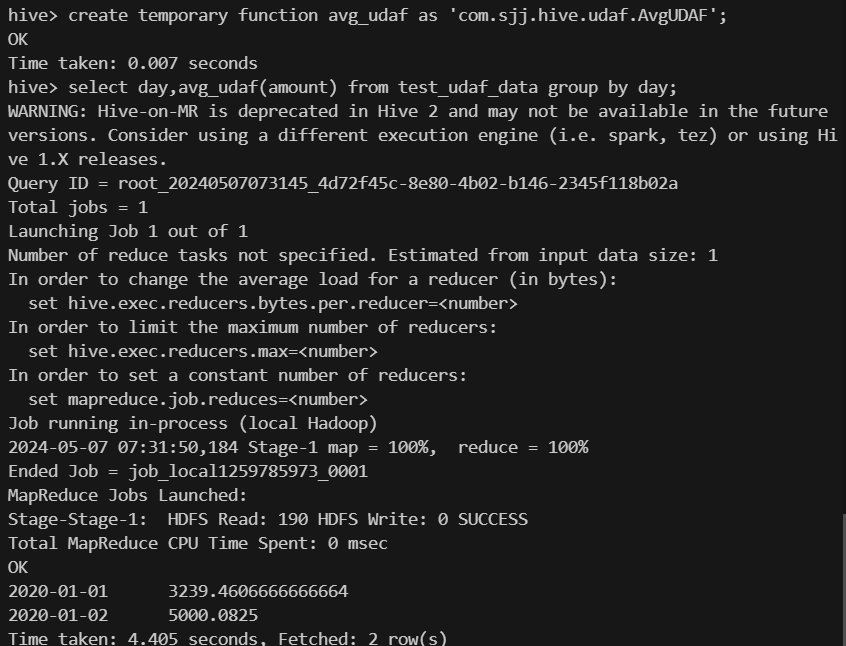 hive> create temporary function avg_udaf as 'com.sjj.hive.udaf.AvgUDAF';
OK
Time taken: 0.007 seconds
hive> select day,avg_udaf(amount) from test_udaf_data group by day;
WARNING: Hive-on-MR is deprecated in Hive 2 and may not be available in the future
versions. Consider using a different execution engine (i.e. spark, tez) or using Hi
ve 1.X releases.
Query ID = root_20240507073145_4d72f45c-8e80-4b02-b146-2345f118b02a
Total jobs = 1
Launching Job 1 out of 1
Number of reduce tasks not specified. Estimated from input data size: 1
In order to change the average load for a reducer (in bytes):
  set hive.exec.reducers.bytes.per.reducer=<number>
In order to limit the maximum number of reducers:
  set hive.exec.reducers.max=<number>
In order to set a constant number of reducers:
  set mapreduce.job.reduces=<number>
Job running in-process (local Hadoop)
2024-05-07 07:31:50,184 Stage-1 map = 100%,  reduce = 100%
Ended Job = job_local1259785973_0001
MapReduce Jobs Launched:
Stage-Stage-1:  HDFS Read: 190 HDFS Write: 0 SUCCESS
Total MapReduce CPU Time Spent: 0 msec
OK
2020-01-01      3239.4606666666664
2020-01-02      5000.0825
Time taken: 4.405 seconds, Fetched: 2 row(s)